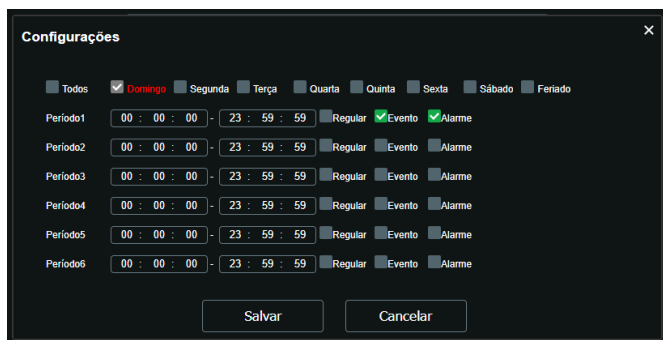 Configurações ×
Todos Domingo Segunda Terça Quarta Quinta Sexta Sábado Feriado
Período1 00 : 00 : 00 - 23 : 59 : 59 Regular Evento Alarme
Período2 00 : 00 : 00 - 23 : 59 : 59 Regular Evento Alarme
Período3 00 : 00 : 00 - 23 : 59 : 59 Regular Evento Alarme
Período4 00 : 00 : 00 - 23 : 59 : 59 Regular Evento Alarme
Período5 00 : 00 : 00 - 23 : 59 : 59 Regular Evento Alarme
Período6 00 : 00 : 00 - 23 : 59 : 59 Regular Evento Alarme
Salvar Cancelar